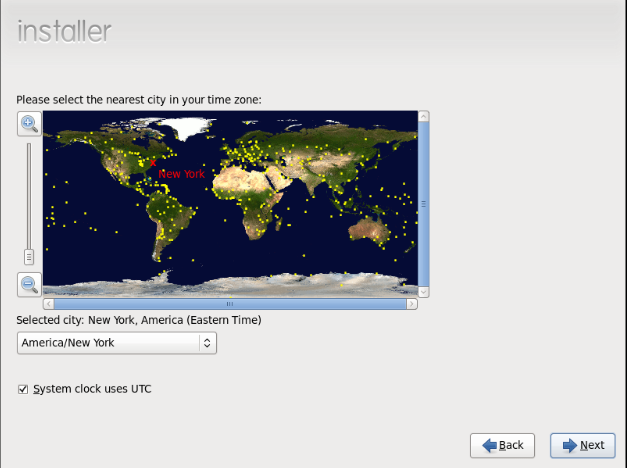 installer
Please select the nearest city in your time zone:
New York
Selected city: New York, America (Eastern Time)
America/New York
System clock uses UTC
Back
Next